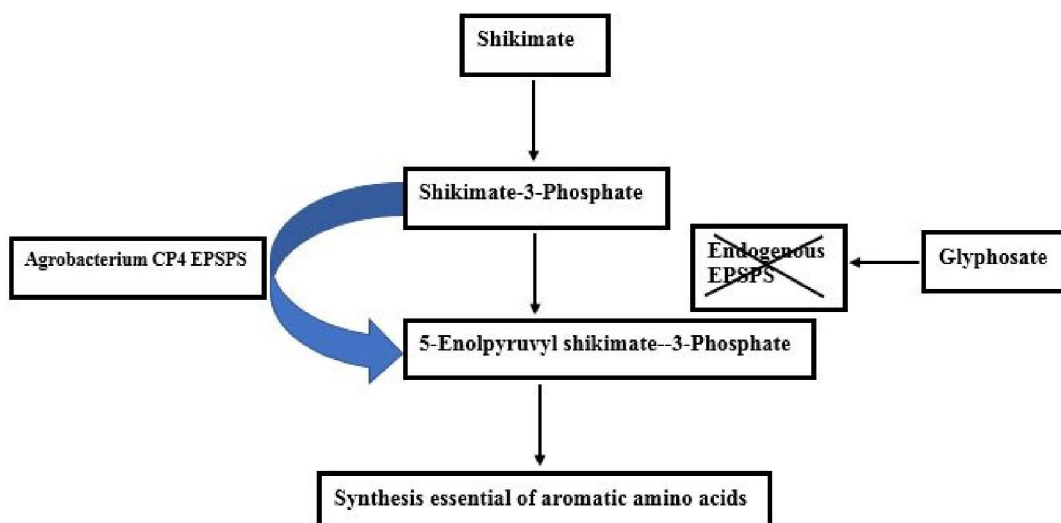 Shikimate
Shikimate-3-Phosphate
Agrobacterium CP4 EPSPS
Endogenous
EPSPS
Glyphosate
5-Enolpyruvyl shikimate--3-Phosphate
Synthesis essential of aromatic amino acids